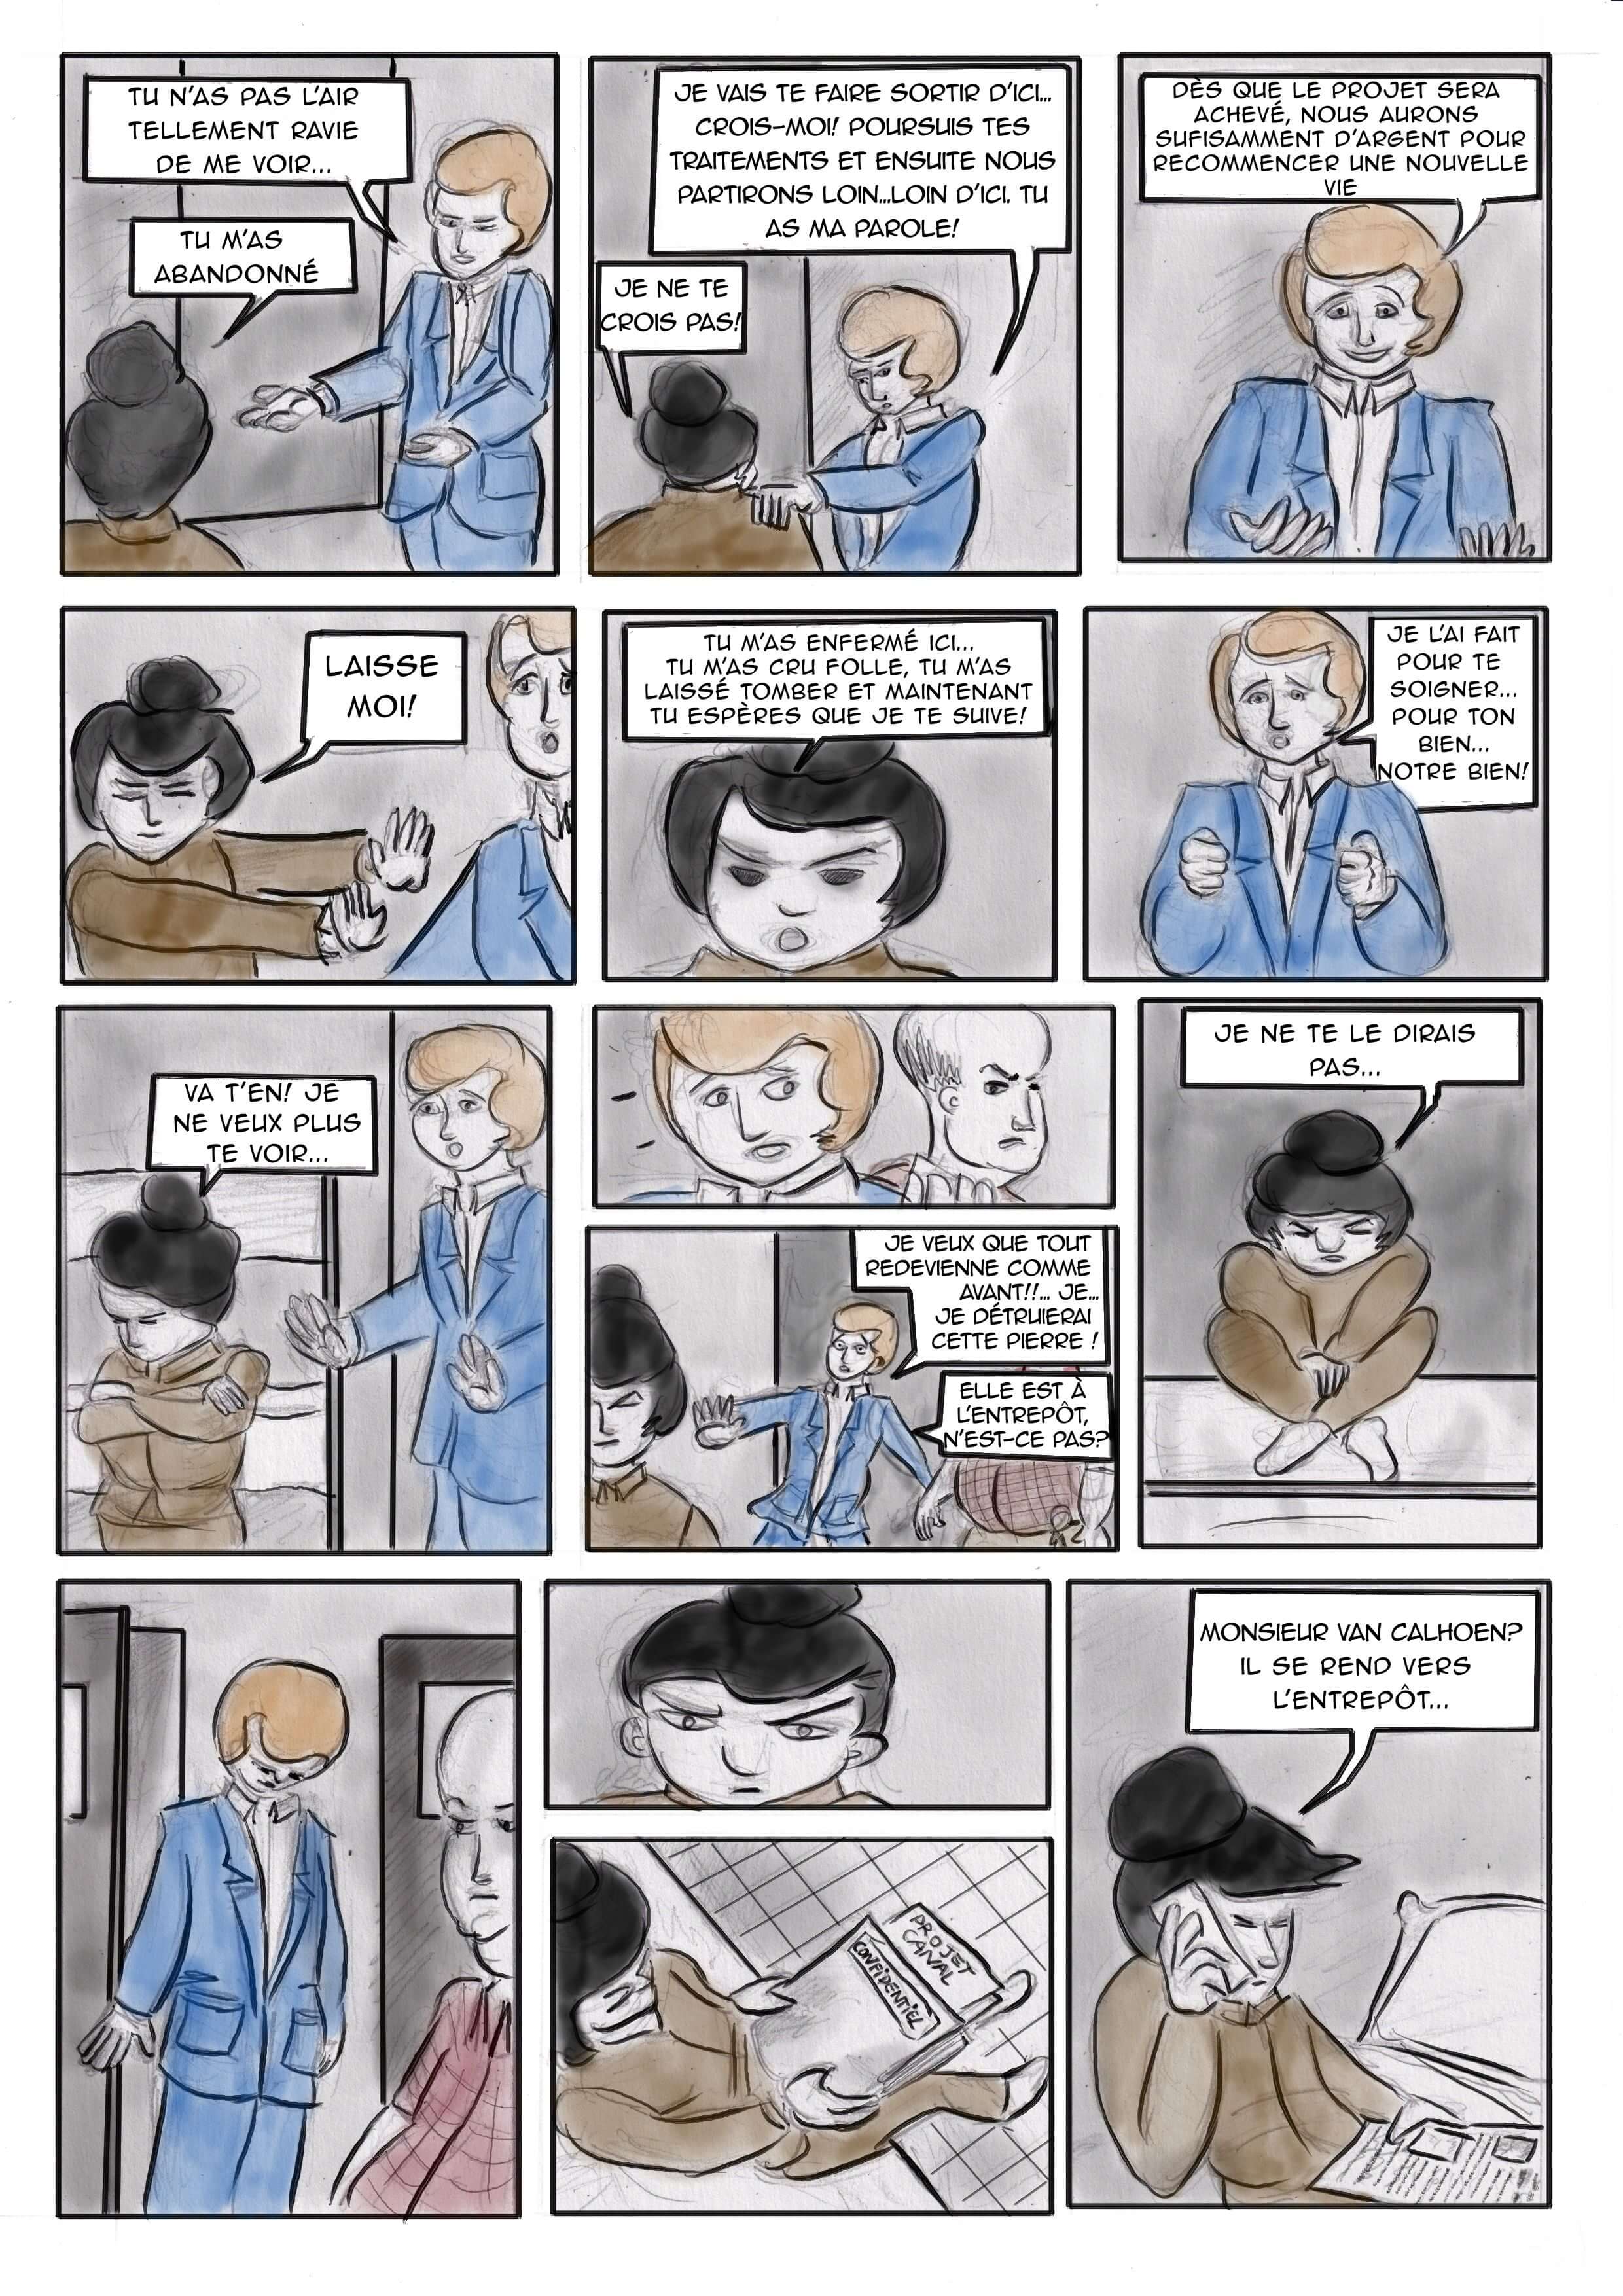 TU N'AS PAS L'AIR
TELLEMENT RAVIE
DE ME VOIR...
TU M'AS
ABANDONNÉ
JE VAIS TE FAIRE SORTIR D'ICI...
CROIS-MOI! POURSUIS TES
TRAITEMENTS ET ENSUITE NOUS
PARTIRONS LOIN...LOIN D'ICI. TU
AS MA PAROLE!
JE NE TE
CROIS PAS!
DÈS QUE LE PROJET SERA
ACHEVÉ, NOUS AURONS
SUFISAMMENT D'ARGENT POUR
RECOMMENCER UNE NOUVELLE
VIE
LAISSE
MOI!
TU M'AS ENFERMÉ ICI...
TU M'AS CRU FOLLE, TU M'AS
LAISSÉ TOMBER ET MAINTENANT
TU ESPÈRES QUE JE TE SUIVE!
JE L'AI FAIT
POUR TE
SOIGNER...
POUR TON
BIEN...
NOTRE BIEN!
VA T'EN! JE
NE VEUX PLUS
TE VOIR...
JE VEUX QUE TOUT
REDEVIENNE COMME
AVANT!!... JE...
JE DÉTRUIERAI
CETTE PIERRE !
ELLE EST À
L'ENTREPÔT,
N'EST-CE PAS?
JE NE TE LE DIRAIS
PAS...
PROJET
CANAL
CONFIDENTIEL
MONSIEUR VAN CALHOEN?
IL SE REND VERS
L'ENTREPÔT...